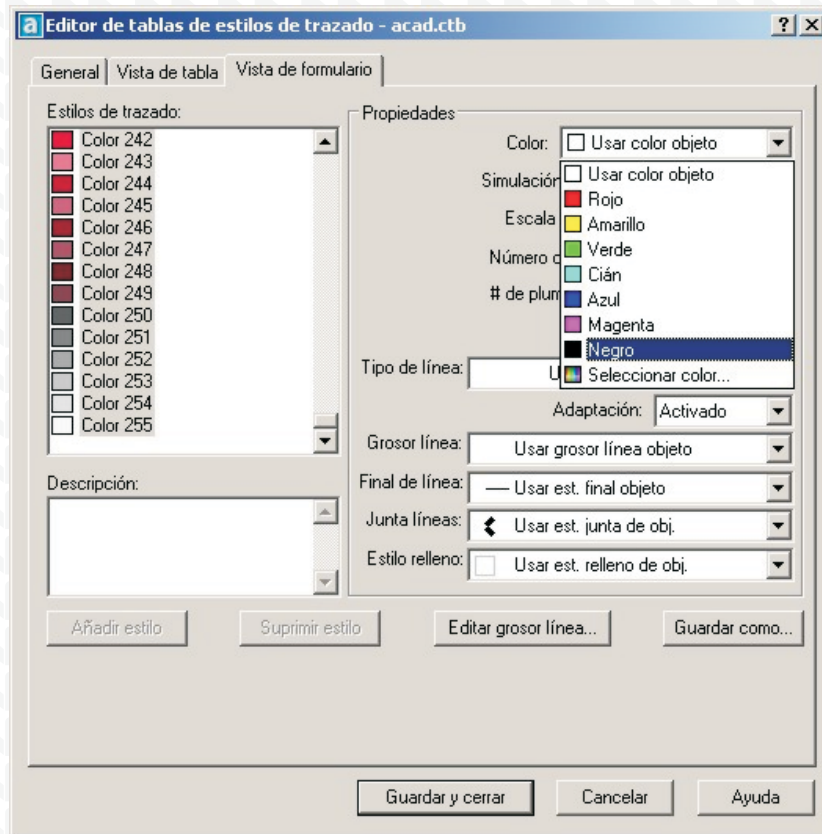 Editor de tablas de estilos de trazado - acad.ctb
General Vista de tabla Vista de formulario
Estilos de trazado:
Color 242
Color 243
Color 244
Color 245
Color 246
Color 247
Color 248
Color 249
Color 250
Color 251
Color 252
Color 253
Color 254
Color 255
Descripción:
Propiedades
Color: Usar color objeto
Simulación
Escala
Número
# de plum
Usar color objeto
Rojo
Amarillo
Verde
Cián
Azul
Magenta
Negro
Seleccionar color...
Tipo de línea: U
Adaptación: Activado
Grosor línea: Usar grosor línea objeto
Final de línea: Usar est. final objeto
Junta líneas: Usar est. junta de obj.
Estilo relleno: Usar est. relleno de obj.
Añadir estilo Suprimir estilo Editar grosor línea... Guardar como...
Guardar y cerrar Cancelar Ayuda